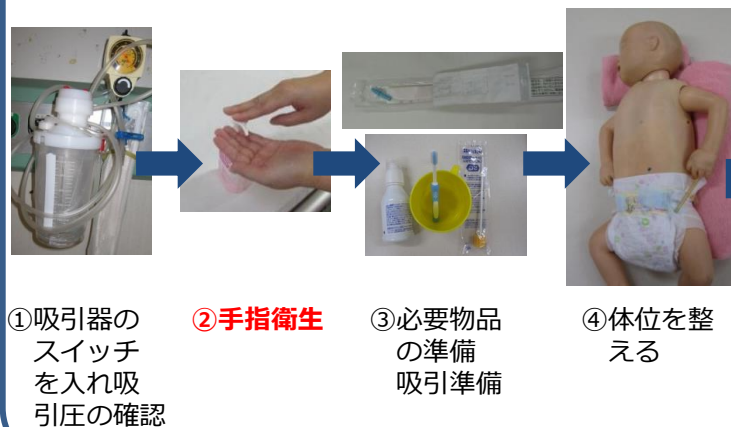 ①吸引器の
スイッチ
を入れ吸
引圧の確認
②手指衛生
③必要物品
の準備
吸引準備
④体位を整
える